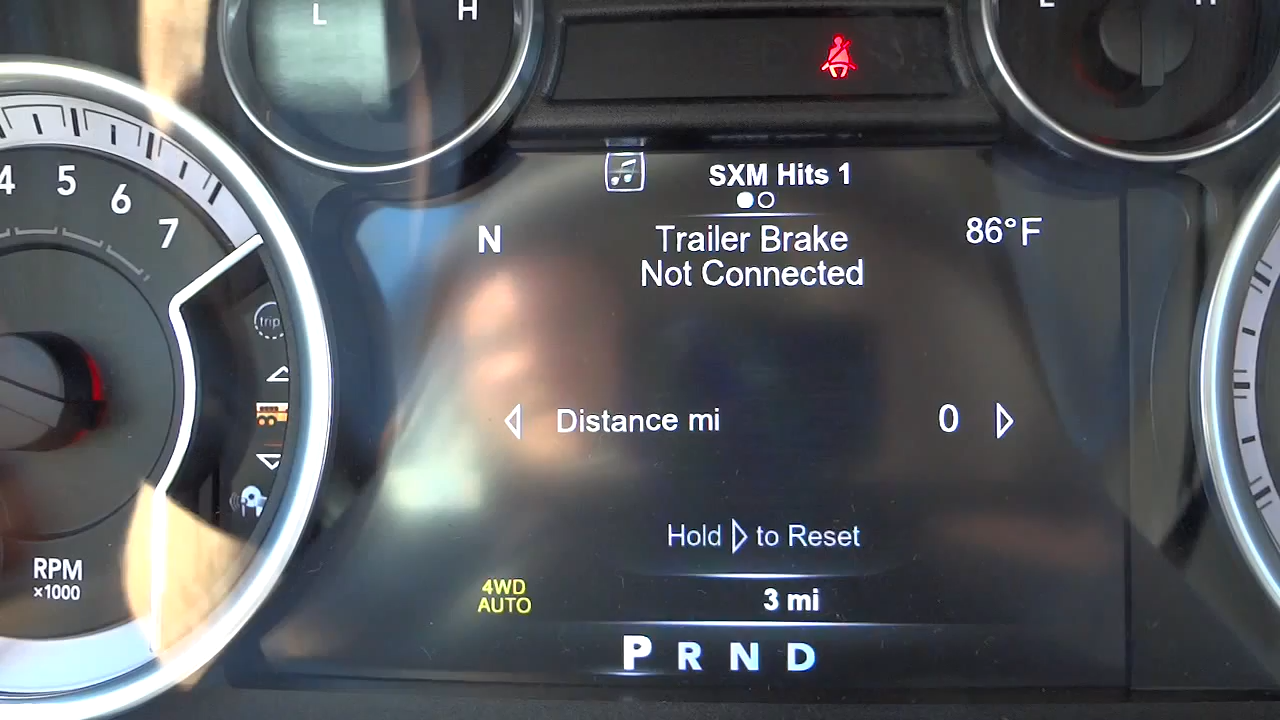 L H
L H
SXM Hits 1
4 5 6 7
N
Trailer Brake
Not Connected
86°F
trip
Distance mi 0
Hold ▷ to Reset
RPM
×1000
4WD
AUTO
3 mi
P R N D